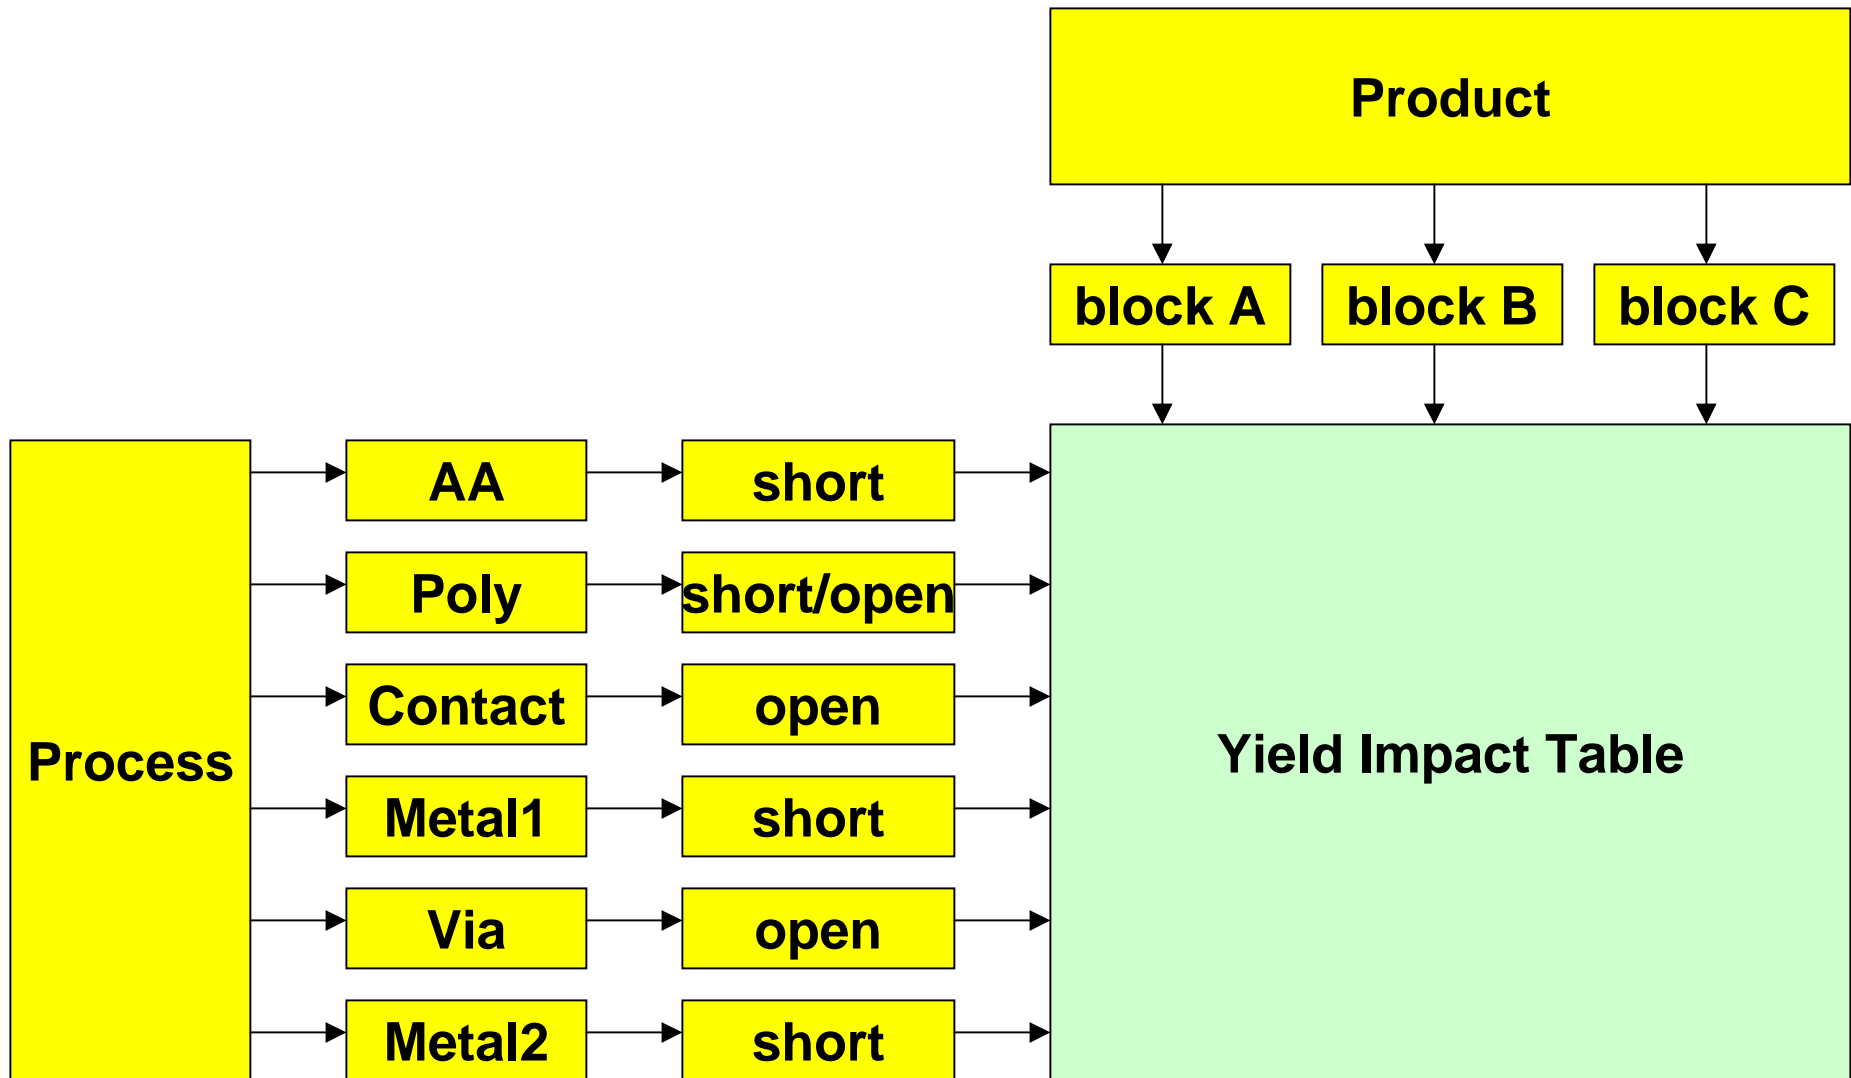 Product
block A
block B
block C
AA
short
Poly
short/open
Contact
open
Process
Yield Impact Table
Metal1
short
Via
open
Metal2
short